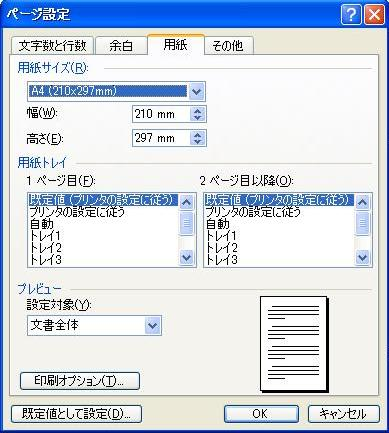 ページ設定
文字数と行数 余白 用紙 その他
用紙サイズ(R):
A4 (210x297mm)
幅(W): 210 mm
高さ(E): 297 mm
用紙トレイ
1 ページ目(F): 2 ページ目以降(O):
既定値 (プリンタの設定に従う) 既定値 (プリンタの設定に従う)
プリンタの設定に従う プリンタの設定に従う
自動 自動
トレイ1 トレイ1
トレイ2 トレイ2
トレイ3 トレイ3
プレビュー
設定対象(Y):
文書全体
印刷オプション(T)...
既定値として設定(D)... OK キャンセル